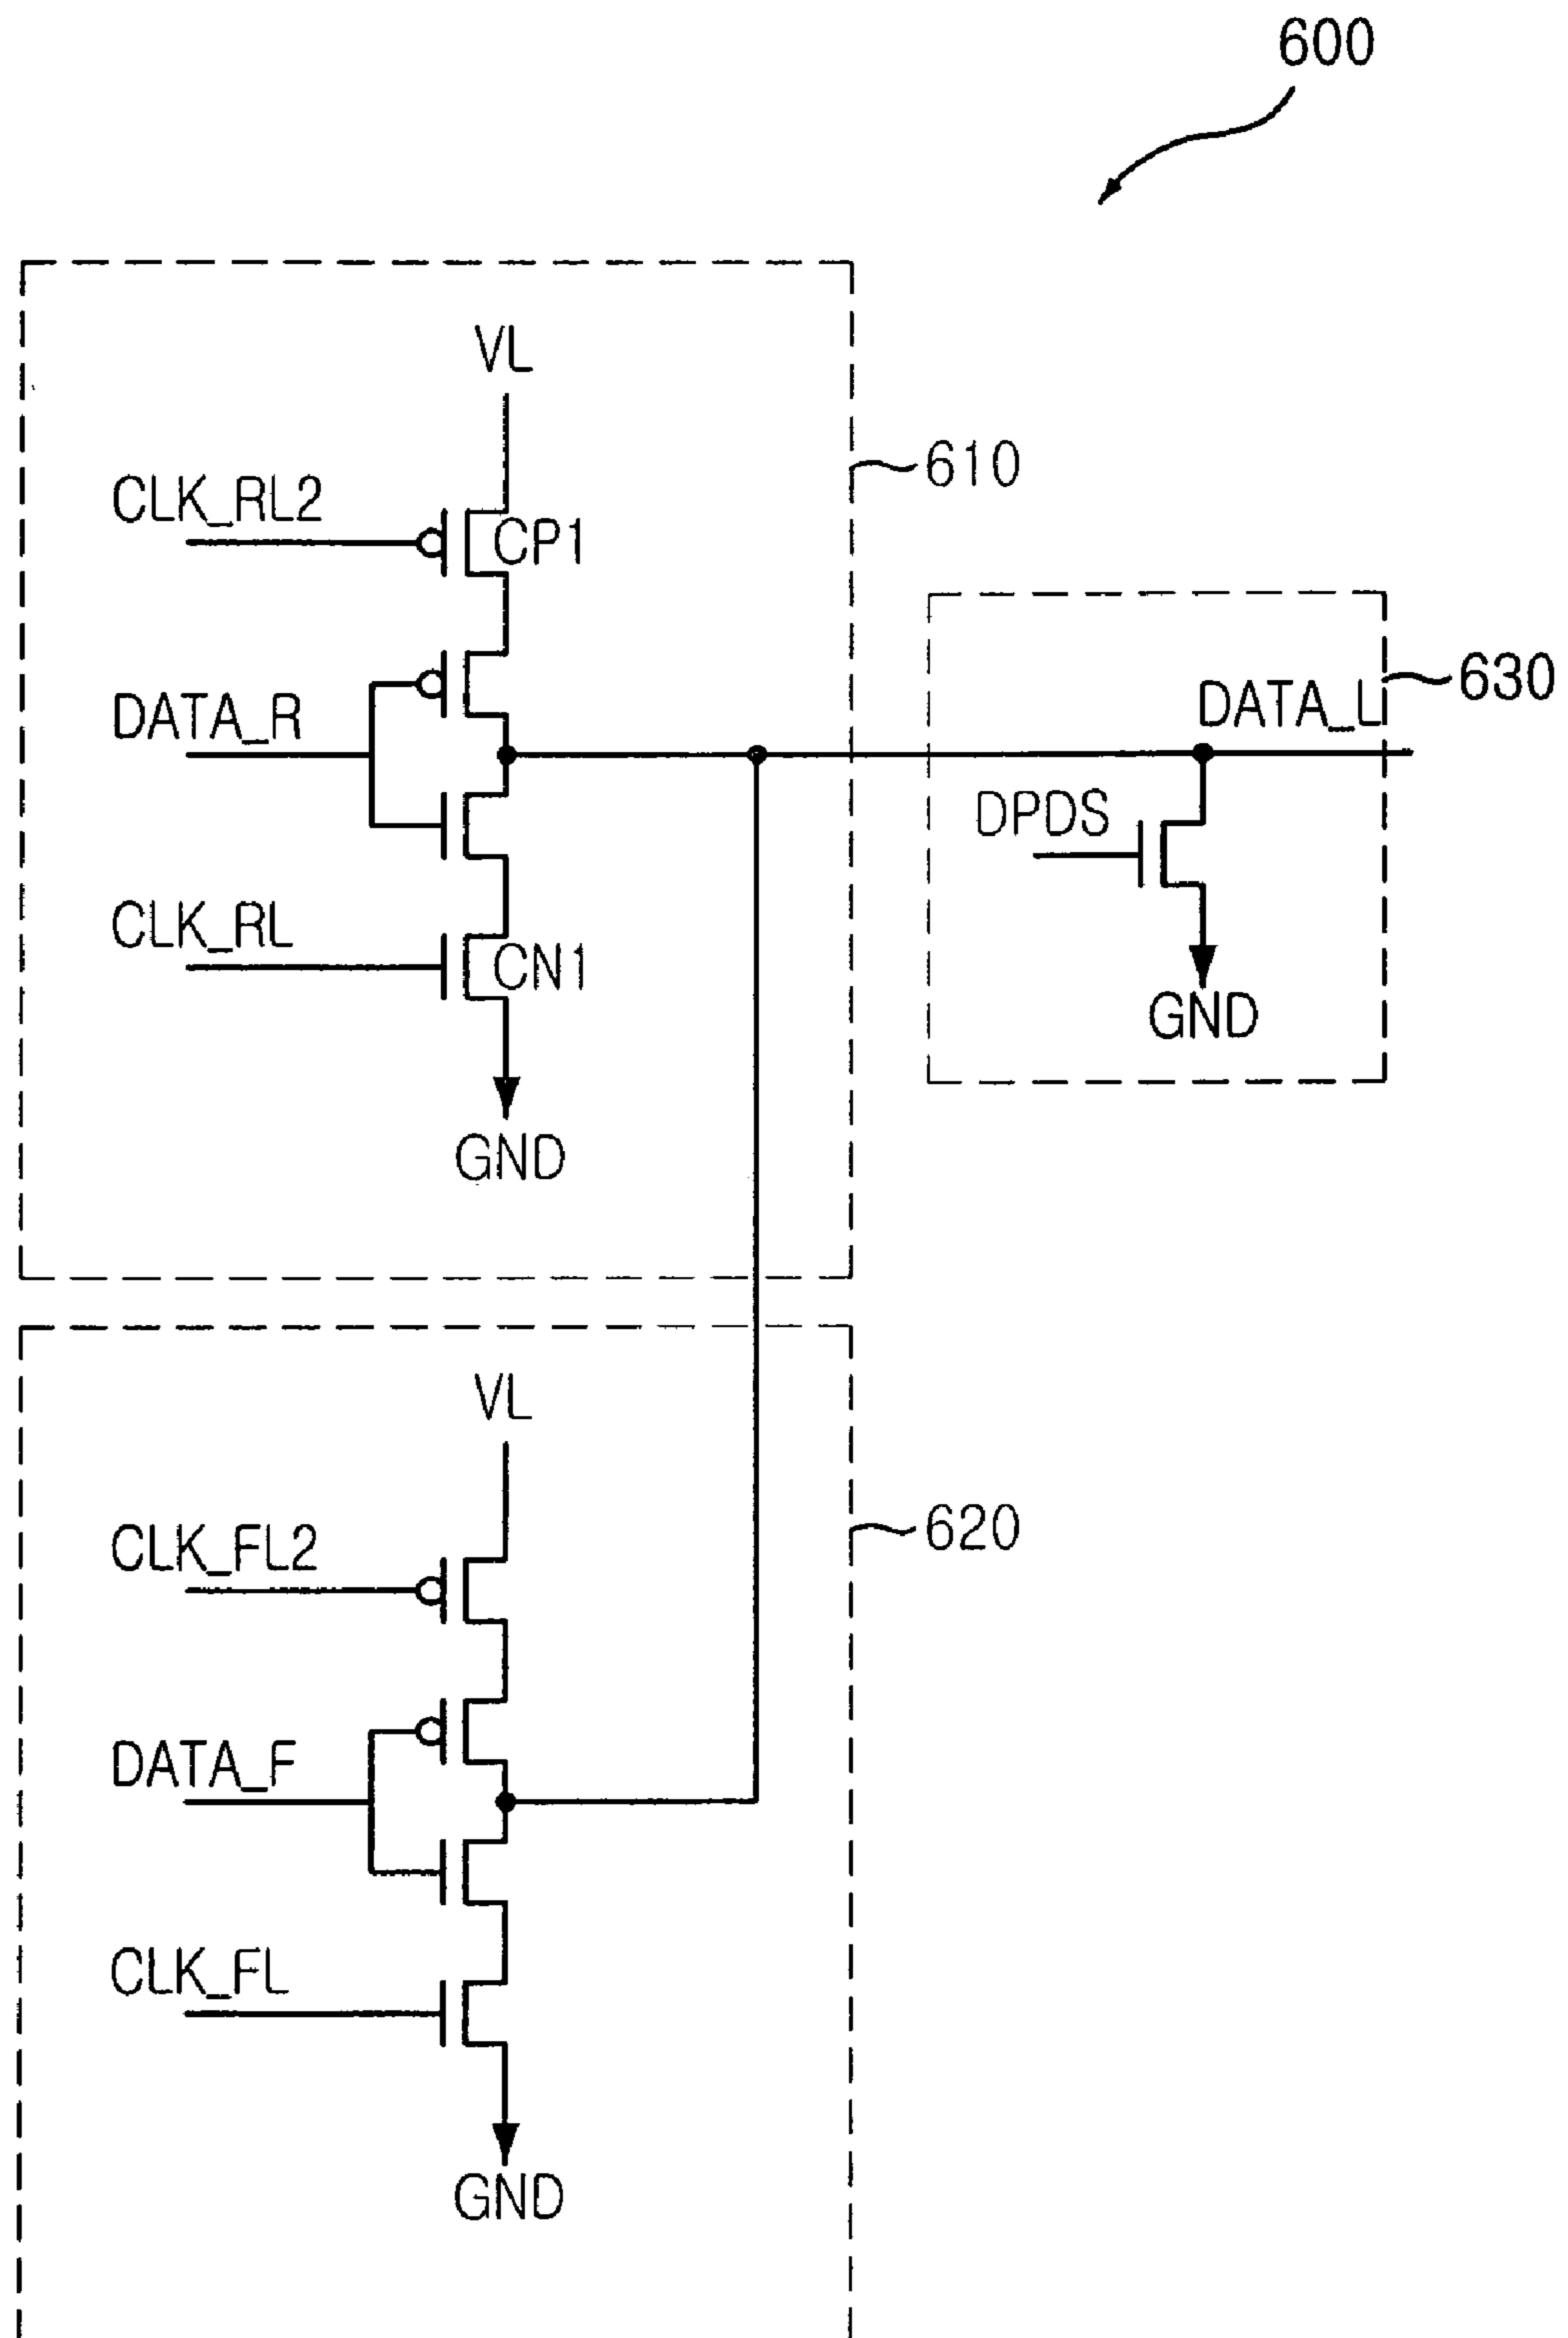 600
VL
610
CLK_RL2
CP1
DATA_R
DATA_L
630
DPDS
CLK_RL
CN1
GND
GND
VL
620
CLK_FL2
DATA_F
CLK_FL
GND